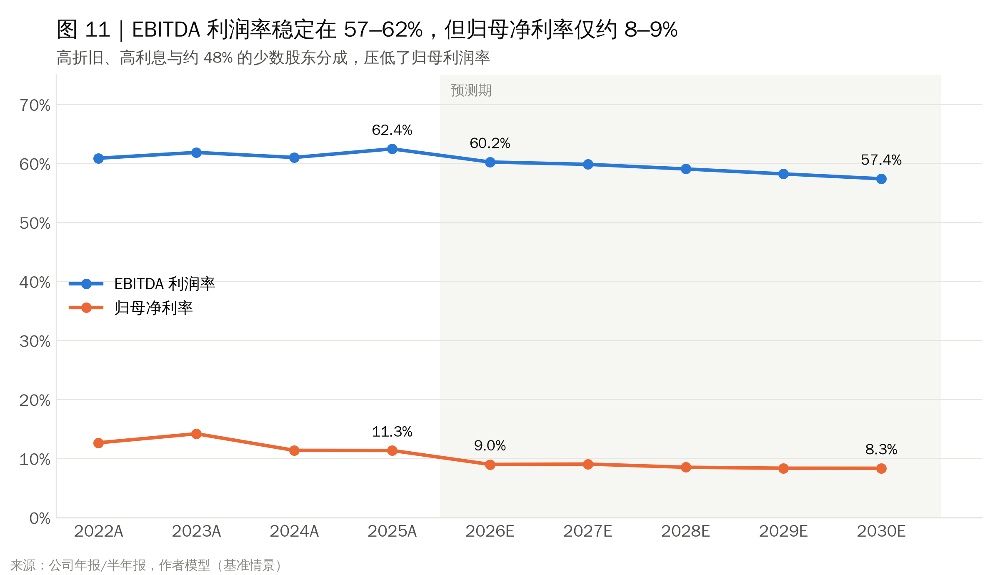 图 11｜EBITDA 利润率稳定在 57–62%，但归母净利率仅约 8–9%
高折旧、高利息与约 48% 的少数股东分成，压低了归母利润率
预测期
70%
62.4%
60.2%
57.4%
60%
50%
40%
EBITDA 利润率
归母净利率
30%
20%
11.3%
9.0%
8.3%
10%
0%
2022A 2023A 2024A 2025A 2026E 2027E 2028E 2029E 2030E
来源：公司年报/半年报，作者模型（基准情景）